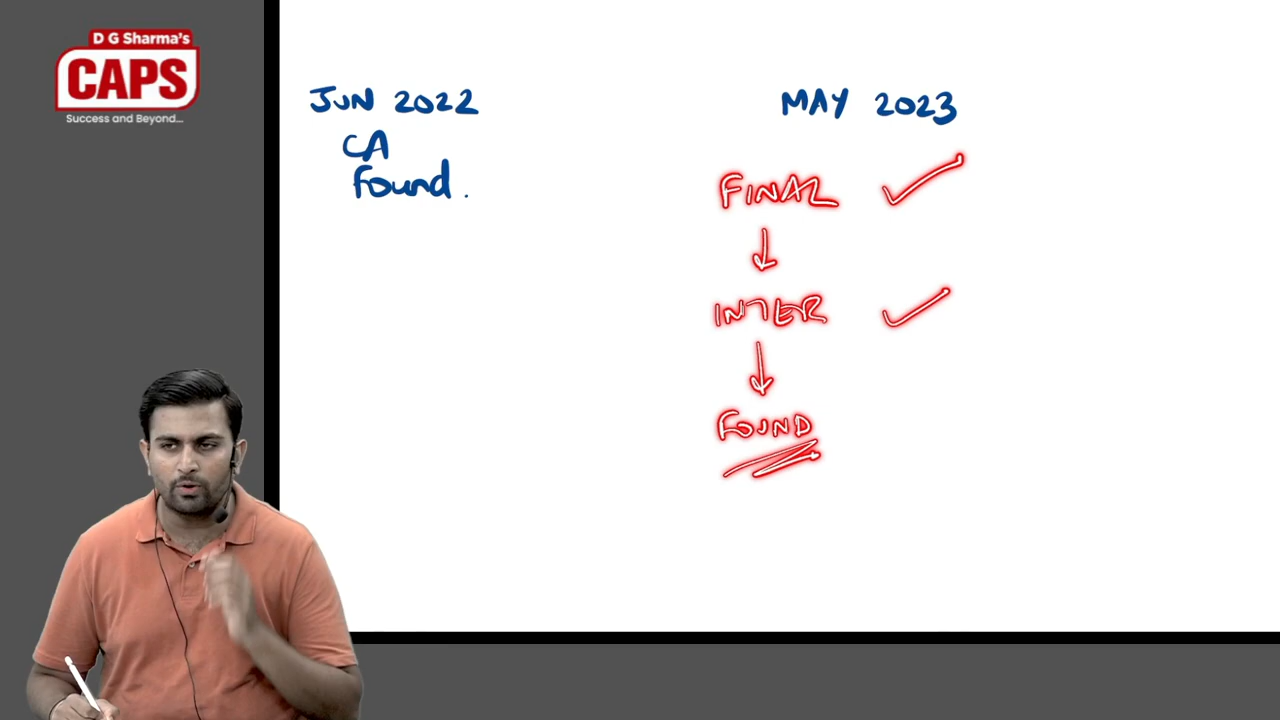 D G Sharma's
CAPS
Success and Beyond...
JUN 2022
CA
Found.
MAY 2023
FINAL
INTER
FOUND